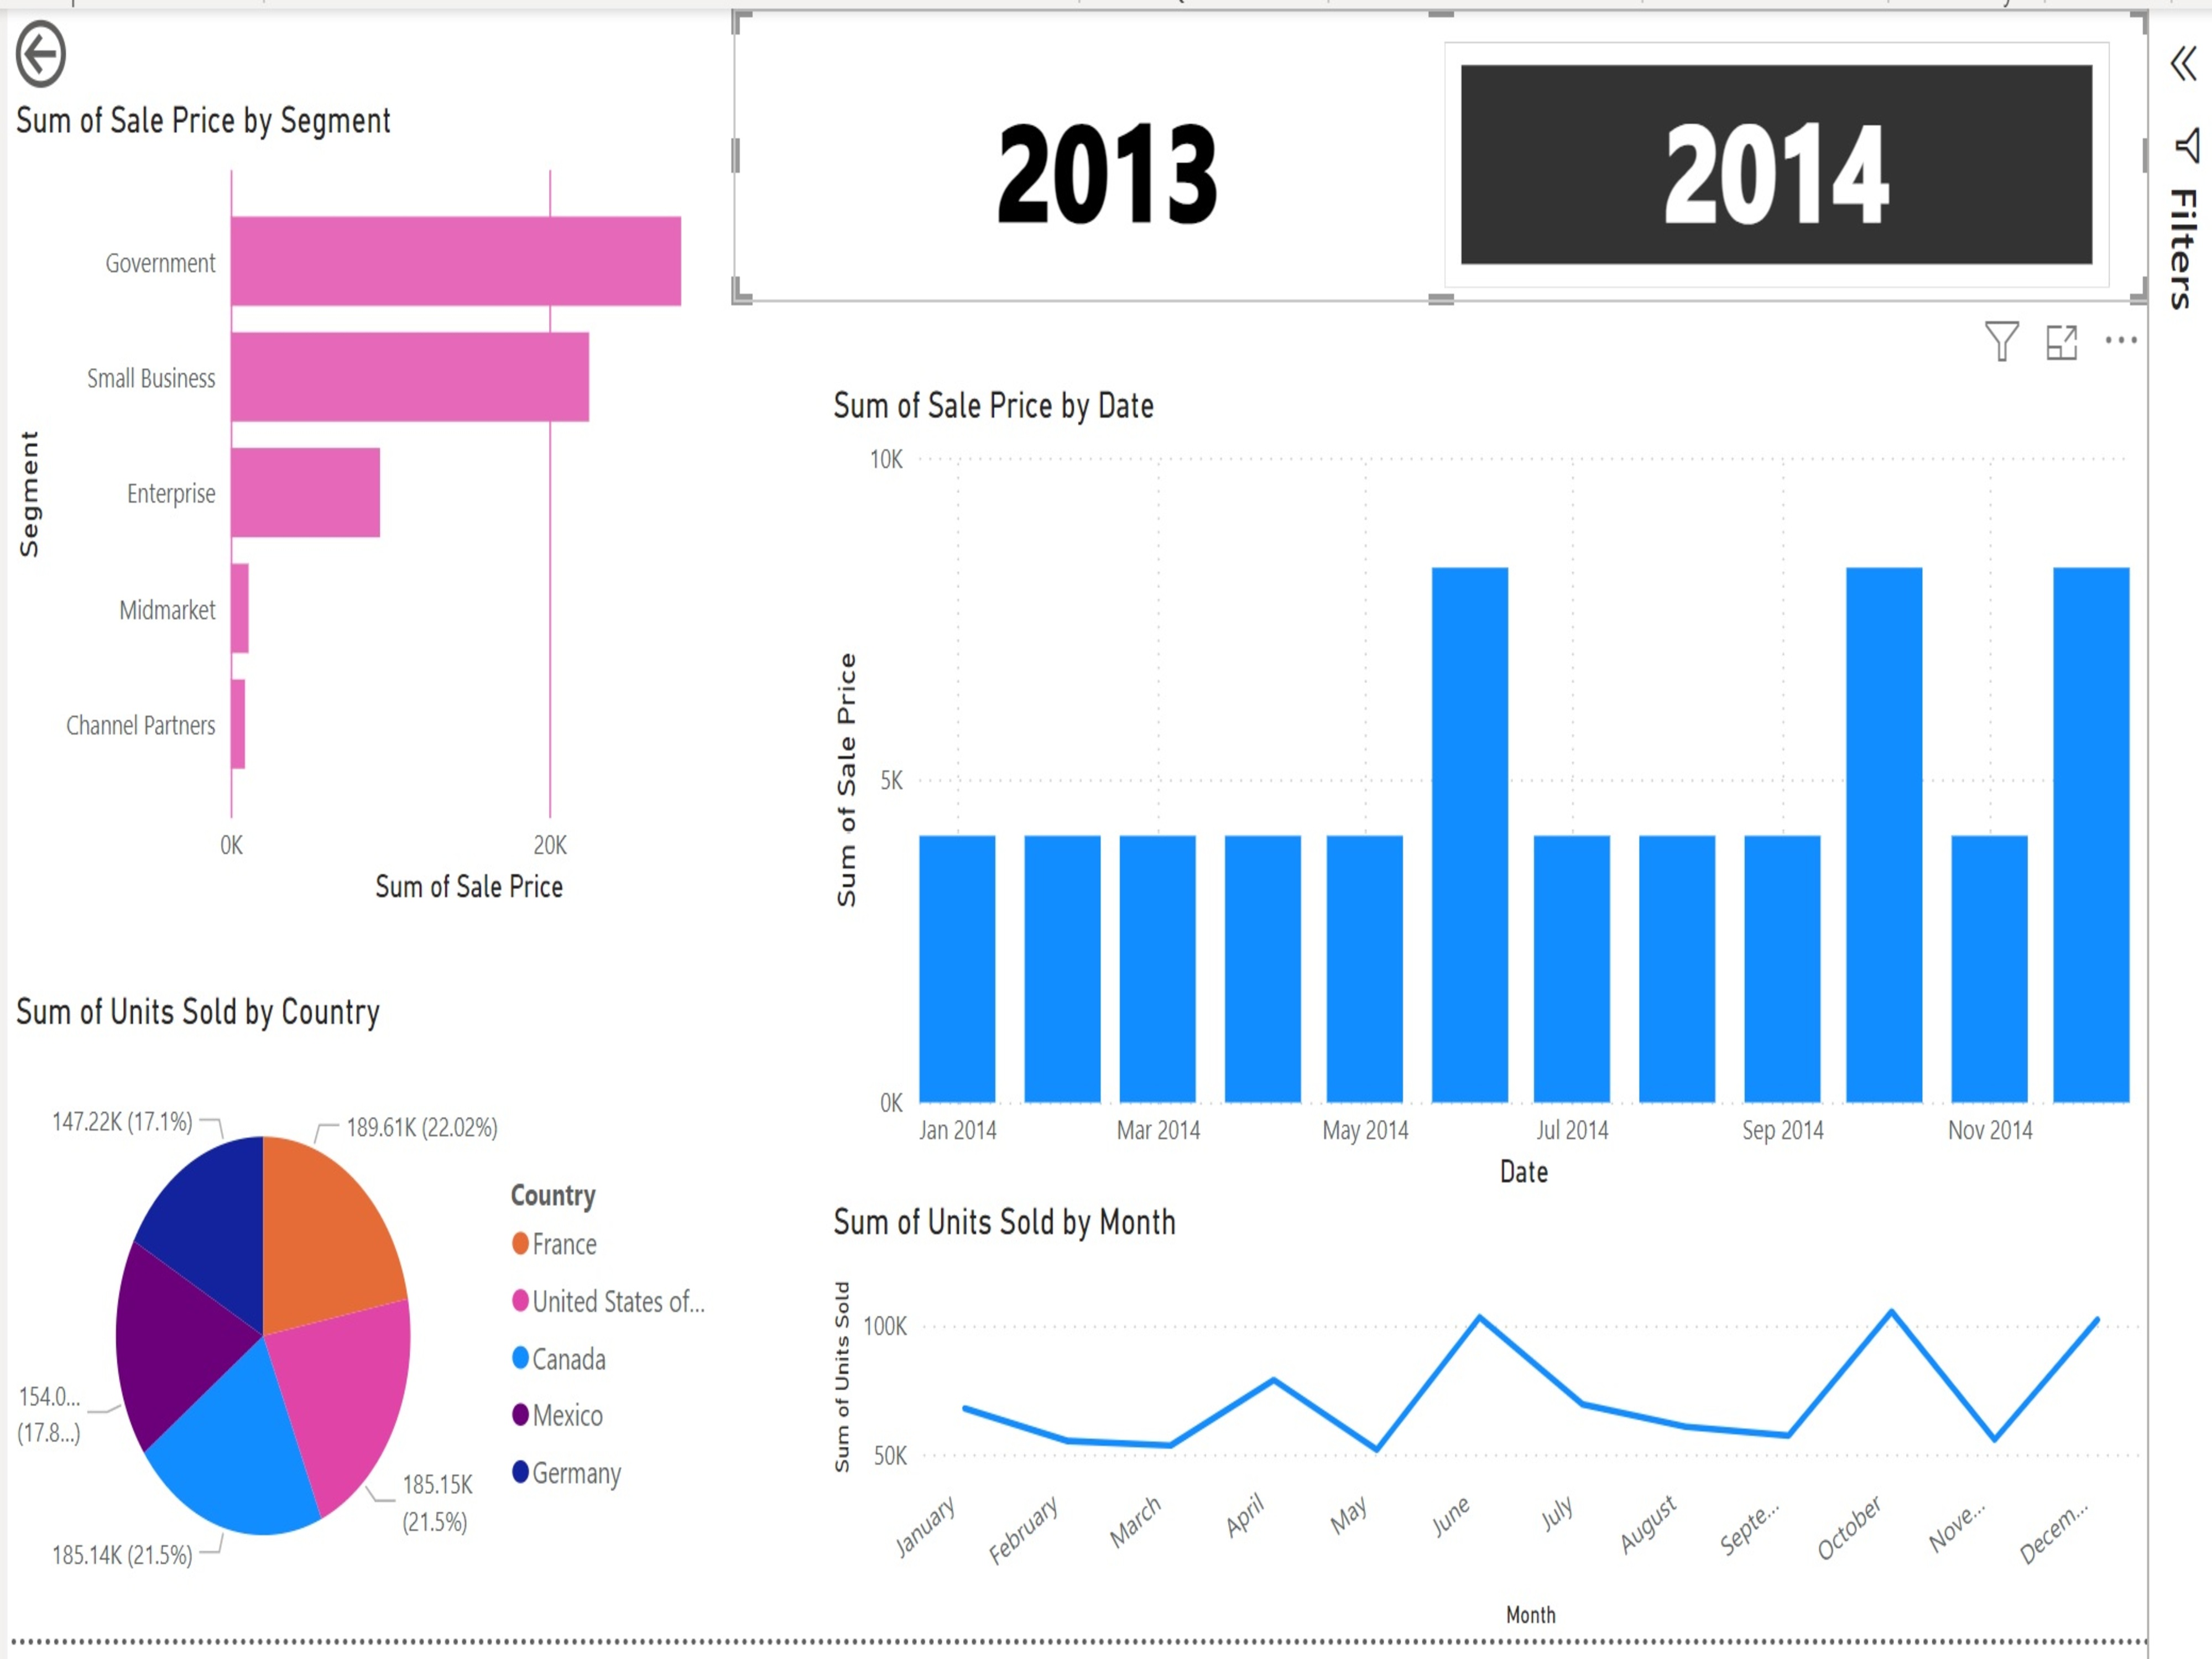 Sum of Sale Price by Segment
2013
2014
Filters
Segment
Government
Small Business
Enterprise
Midmarket
Channel Partners
0K
20K
Sum of Sale Price
Sum of Sale Price by Date
Sum of Sale Price
10K
5K
0K
Jan 2014
Mar 2014
May 2014
Jul 2014
Sep 2014
Nov 2014
Date
Sum of Units Sold by Country
147.22K (17.1%)
189.61K (22.02%)
154.0...
(17.8...)
185.15K
(21.5%)
185.14K (21.5%)
Country
France
United States of...
Canada
Mexico
Germany
Sum of Units Sold by Month
Sum of Units Sold
100K
50K
January
February
March
April
May
June
July
August
Septe...
October
Nove...
Decem...
Month